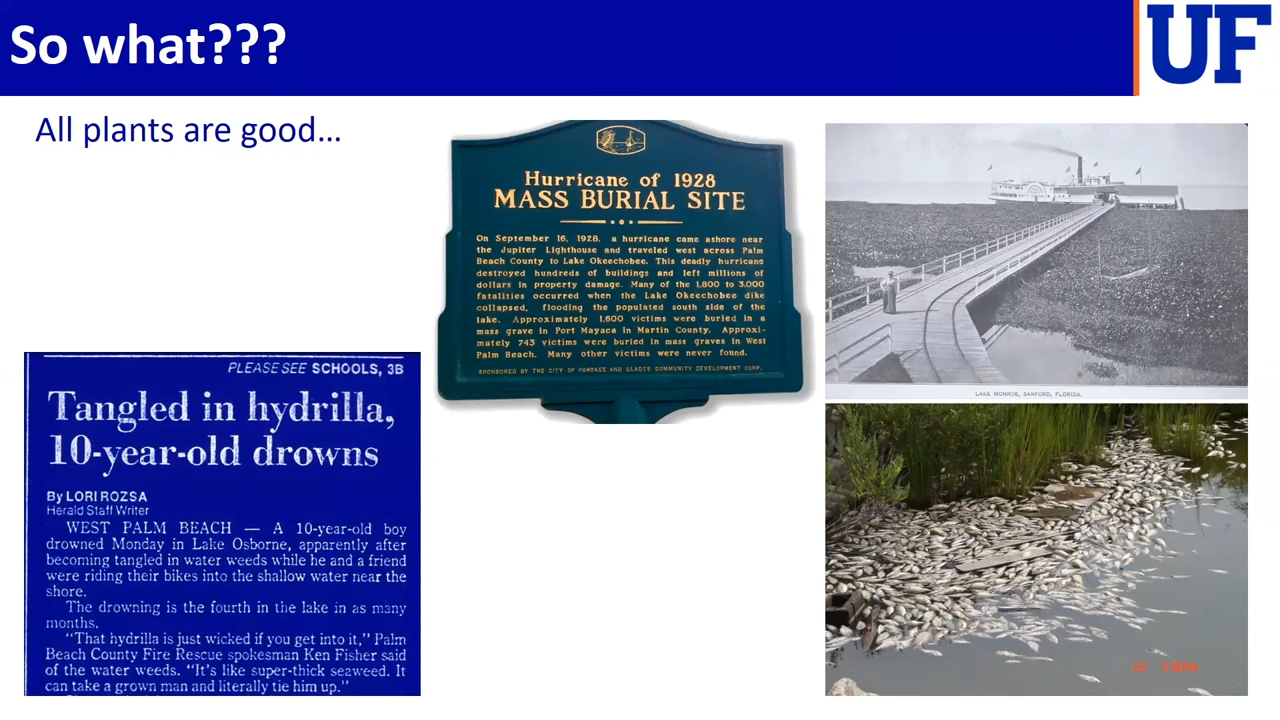 So what???
UF
All plants are good…
Hurricane of 1928
MASS BURIAL SITE
On September 16, 1928, a hurricane came ashore near
the Jupiter Lighthouse and traveled west across Palm
Beach County to Lake Okeechobee. This deadly hurricane
destroyed hundreds of buildings and left millions of
dollars in property damage. Many of the 1,800 to 3,000
fatalities occurred when the Lake Okeechobee dike
collapsed, flooding the populated south side of the
lake. Approximately 1,600 victims were buried in a
mass grave in Port Mayaca in Martin County. Approxi-
mately 743 victims were buried in mass graves in West
Palm Beach. Many other victims were never found.
SPONSORED BY THE CITY OF PAHOKEE AND GLADES COMMUNITY DEVELOPMENT CORP.
LAKE MONROE, SANFORD, FLORIDA.
PLEASE SEE SCHOOLS, 3B
Tangled in hydrilla,
10-year-old drowns
By LORI ROZSA
Herald Staff Writer
WEST PALM BEACH — A 10-year-old boy
drowned Monday in Lake Osborne, apparently after
becoming tangled in water weeds while he and a friend
were riding their bikes into the shallow water near the
shore.
The drowning is the fourth in the lake in as many
months.
"That hydrilla is just wicked if you get into it," Palm
Beach County Fire Rescue spokesman Ken Fisher said
of the water weeds. "It's like super-thick seaweed. It
can take a grown man and literally tie him up."